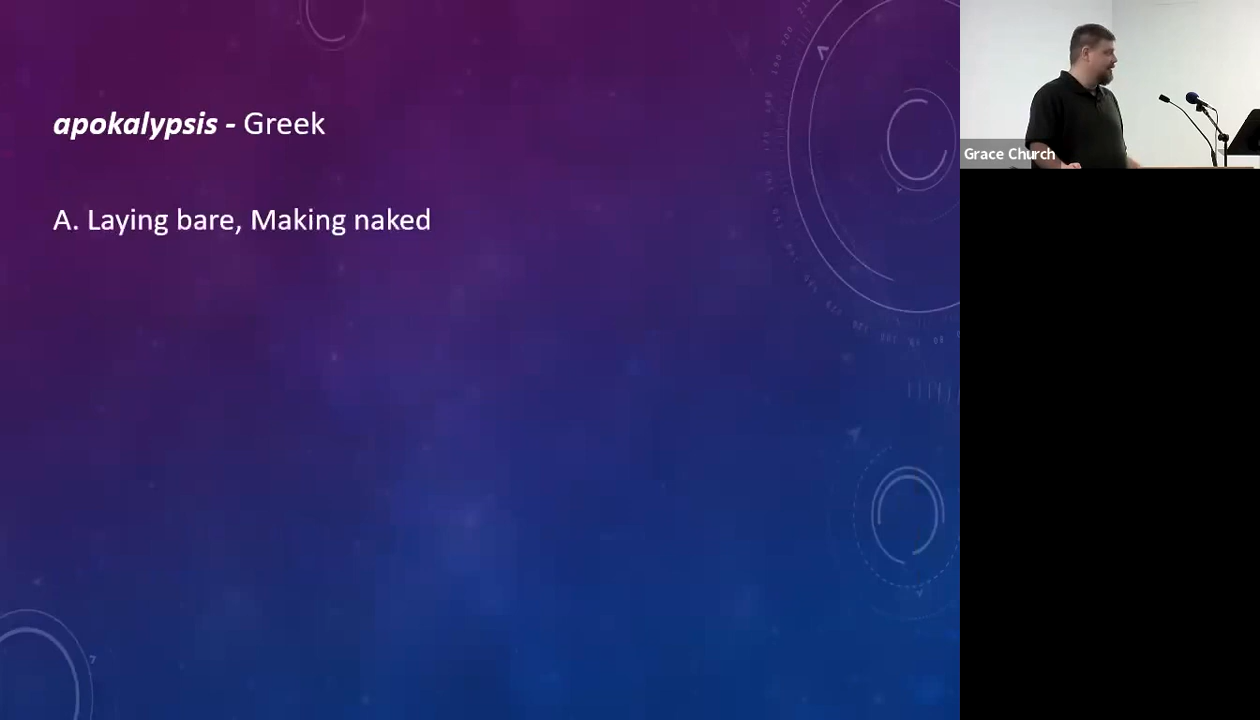 apokalypsis - Greek
A. Laying bare, Making naked
Grace Church